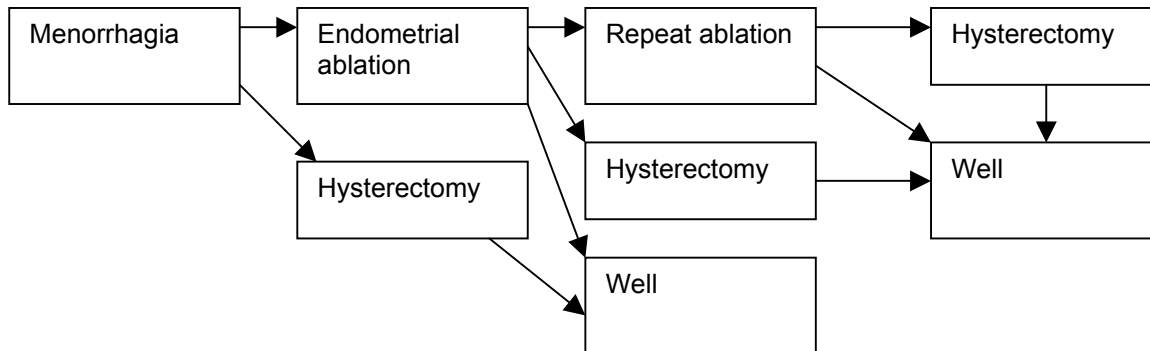 Menorrhagia
Endometrial
ablation
Repeat ablation
Hysterectomy
Hysterectomy
Hysterectomy
Well
Well